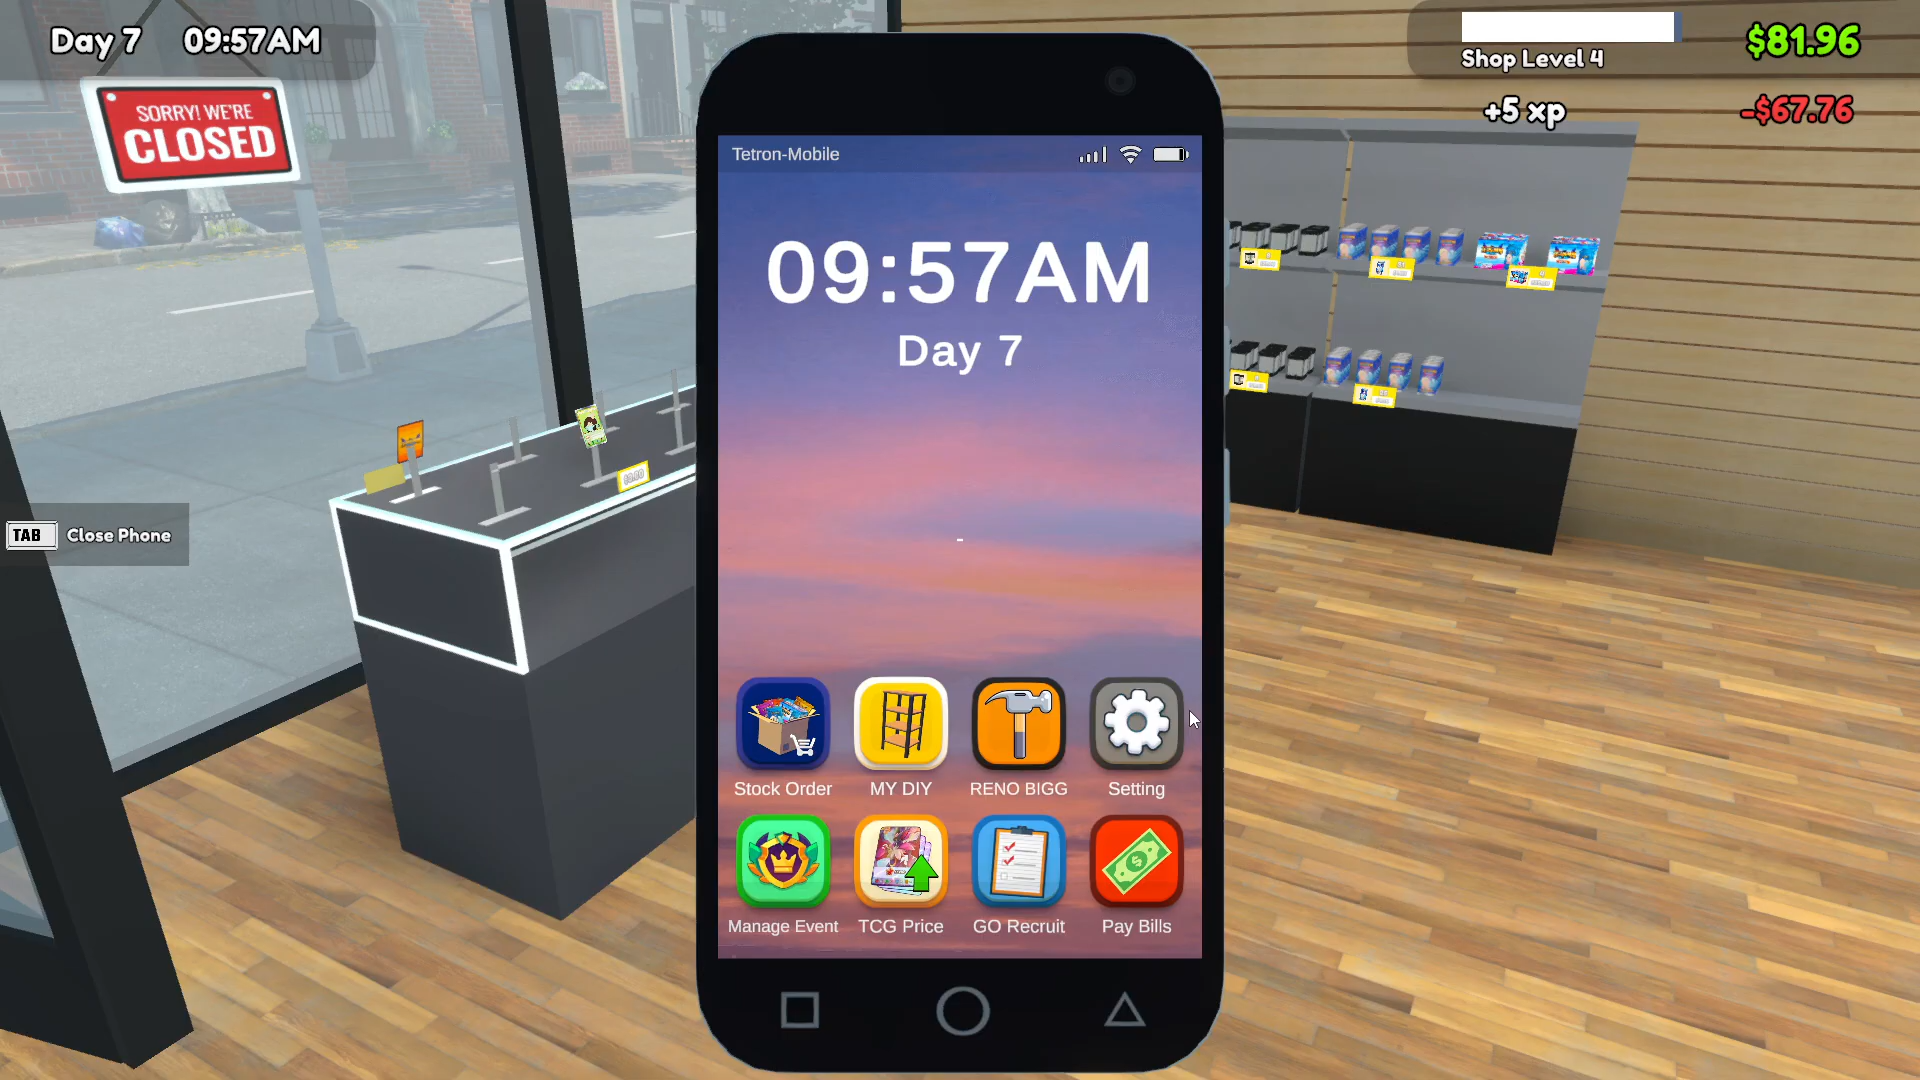 Day 7 09:57AM
SORRY! WE'RE
CLOSED
Shop Level 4
$81.96
+5 xp
-$67.76
Tetron-Mobile
09:57AM
Day 7
TAB Close Phone
Stock Order
MY DIY
RENO BIGG
Setting
Manage Event
TCG Price
GO Recruit
Pay Bills